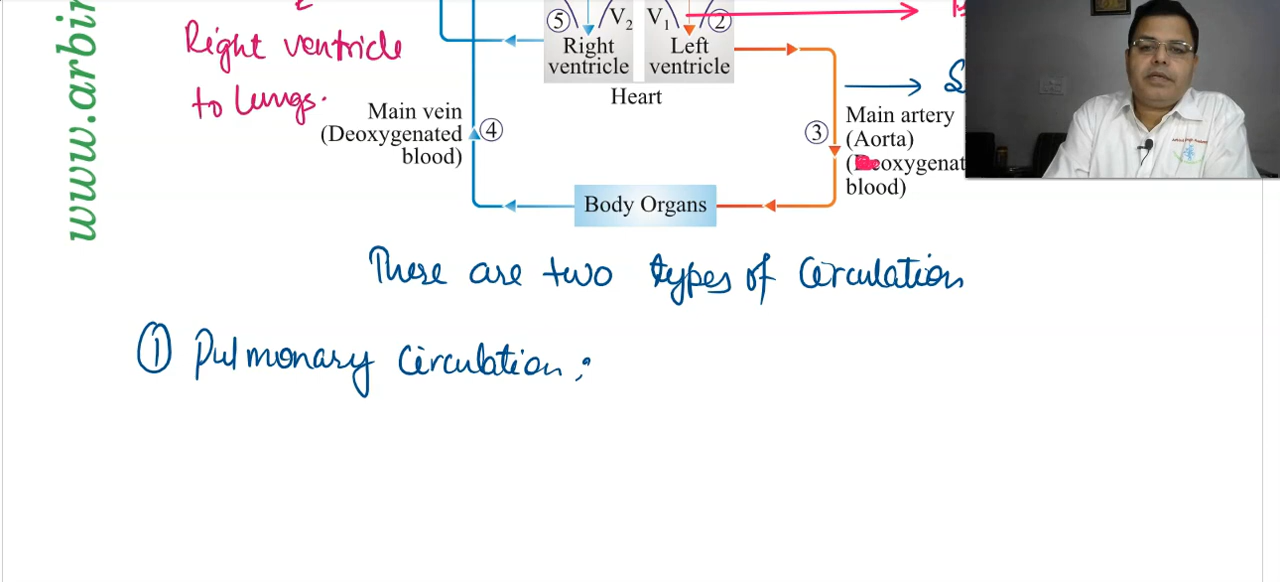 www.arbin
Right ventricle
to lungs.
⑤ V2 V1 ②
Right ventricle
Left ventricle
Heart
Main vein
(Deoxygenated
blood)
④
③
Main artery
(Aorta)
(eoxygenat
blood)
Body Organs
There are two types of Circulation
① Pulmonary Circulation :